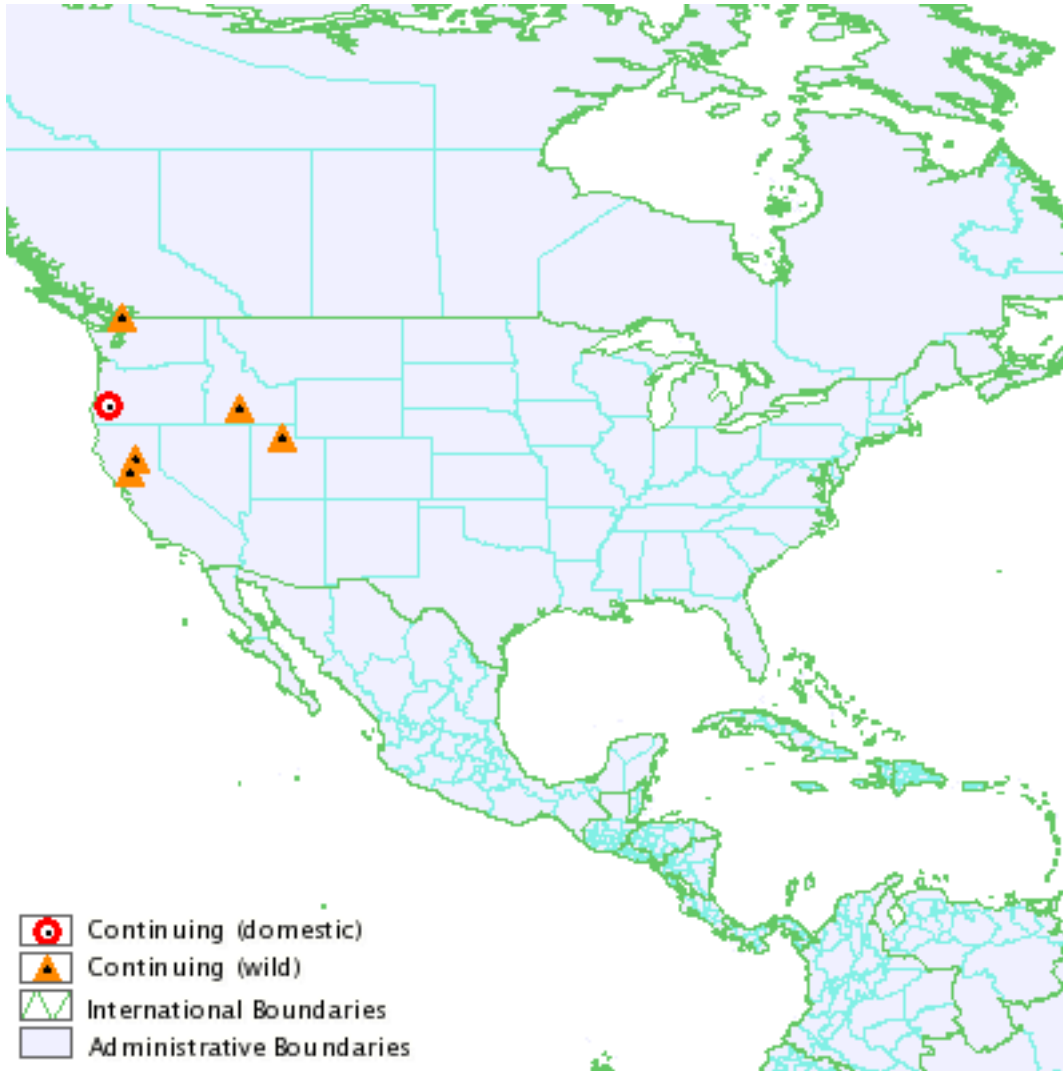 Continuing (domestic)
Continuing (wild)
International Boundaries
Administrative Boundaries